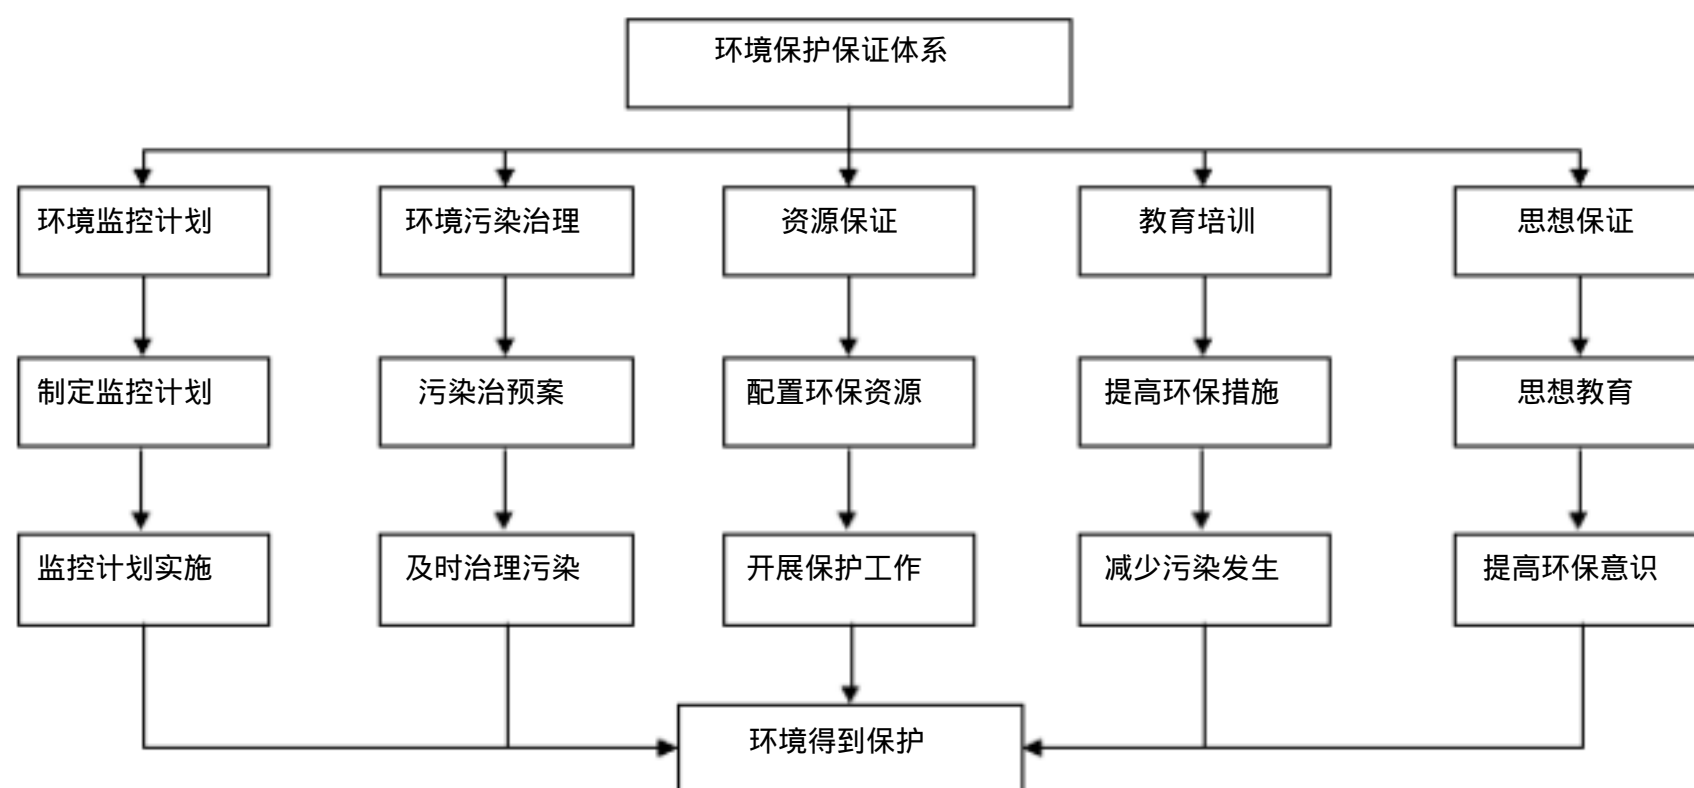 环境保护保证体系
环境监控计划
环境污染治理
资源保证
教育培训
思想保证
制定监控计划
污染治预案
配置环保资源
提高环保措施
思想教育
监控计划实施
及时治理污染
开展保护工作
减少污染发生
提高环保意识
环境得到保护